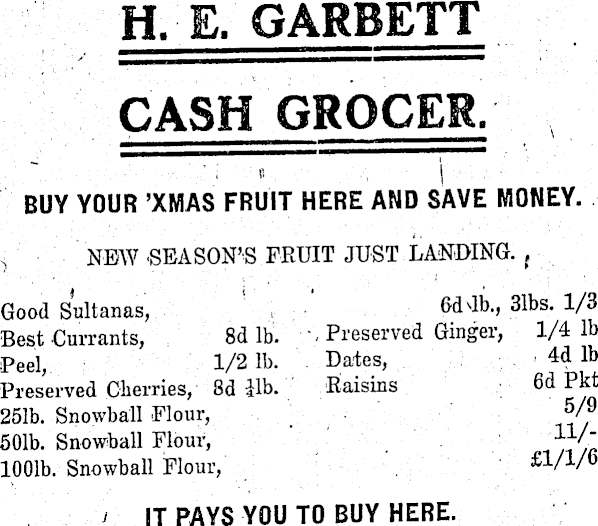 H. E. GARBETT
CASH GROCER.
BUY YOUR 'XMAS FRUIT HERE AND SAVE MONEY.
NEW SEASON'S FRUIT JUST LANDING.
Good Sultanas, 6d lb., 3lbs. 1/3
Best Currants, 8d lb. Preserved Ginger, 1/4 lb
Peel, 1/2 lb. Dates, 4d lb
Preserved Cherries, 8d ¼lb. Raisins 6d Pkt
25lb. Snowball Flour, 5/9
50lb. Snowball Flour, 11/-
100lb. Snowball Flour, £1/1/6
IT PAYS YOU TO BUY HERE.